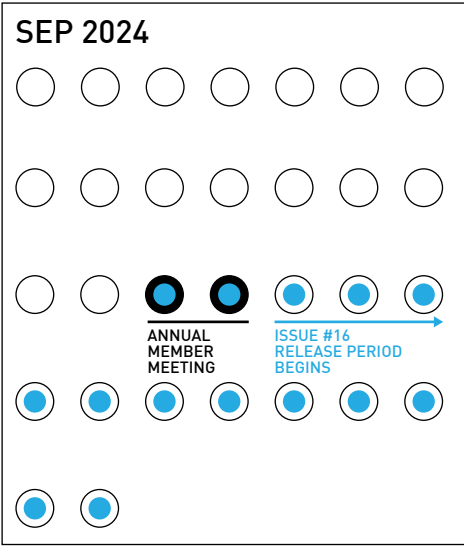 SEP 2024
ANNUAL
MEMBER
MEETING
ISSUE #16
RELEASE PERIOD
BEGINS